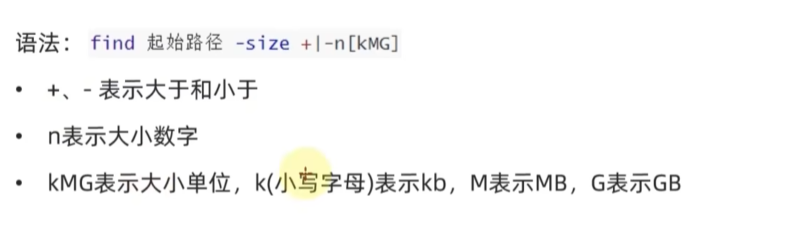 语法： find 起始路径 -size +|-n[kMG]
• +、- 表示大于和小于
• n表示大小数字
• kMG表示大小单位，k(小写字母)表示kb，M表示MB，G表示GB